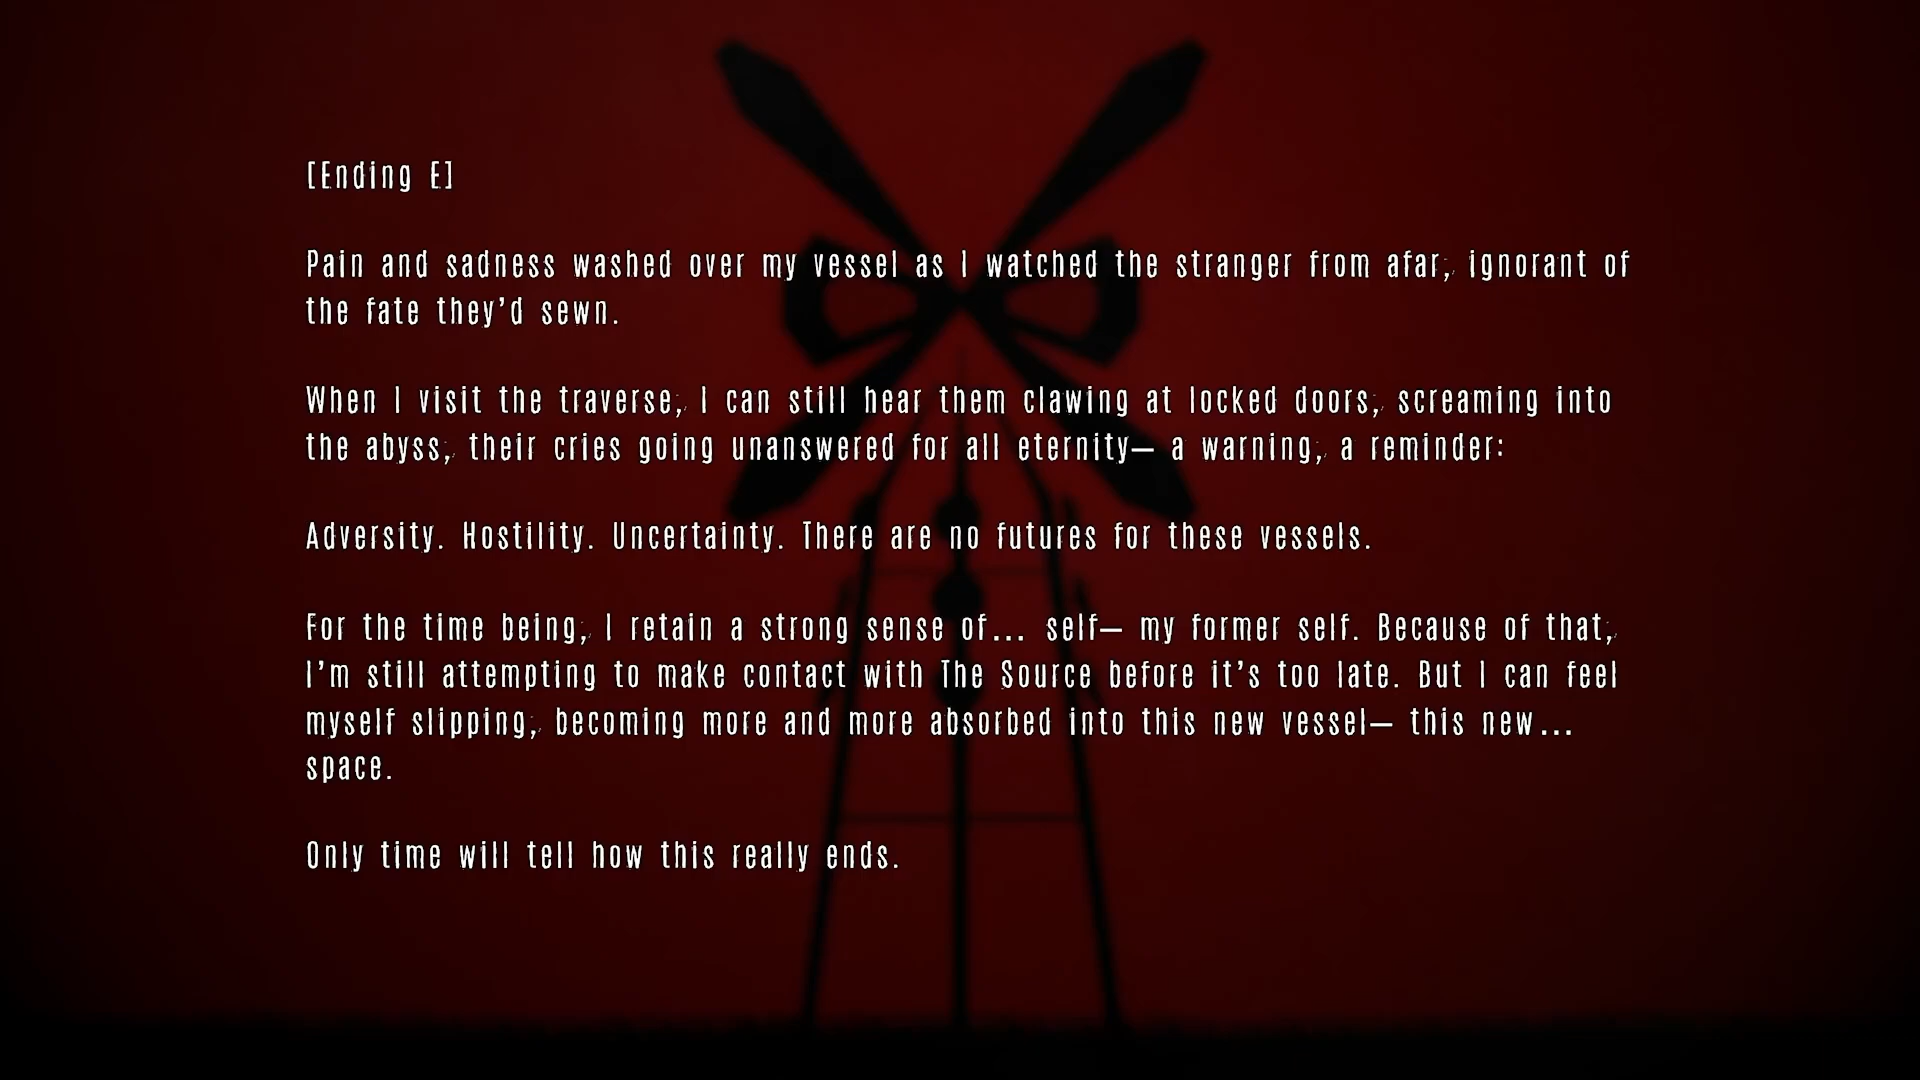 [Ending E]
Pain and sadness washed over my vessel as I watched the stranger from afar, ignorant of
the fate they’d sewn.
When I visit the traverse, I can still hear them clawing at locked doors, screaming into
the abyss, their cries going unanswered for all eternity— a warning, a reminder:
Adversity. Hostility. Uncertainty. There are no futures for these vessels.
For the time being, I retain a strong sense of... self— my former self. Because of that,
I’m still attempting to make contact with The Source before it’s too late. But I can feel
myself slipping, becoming more and more absorbed into this new vessel— this new...
space.
Only time will tell how this really ends.